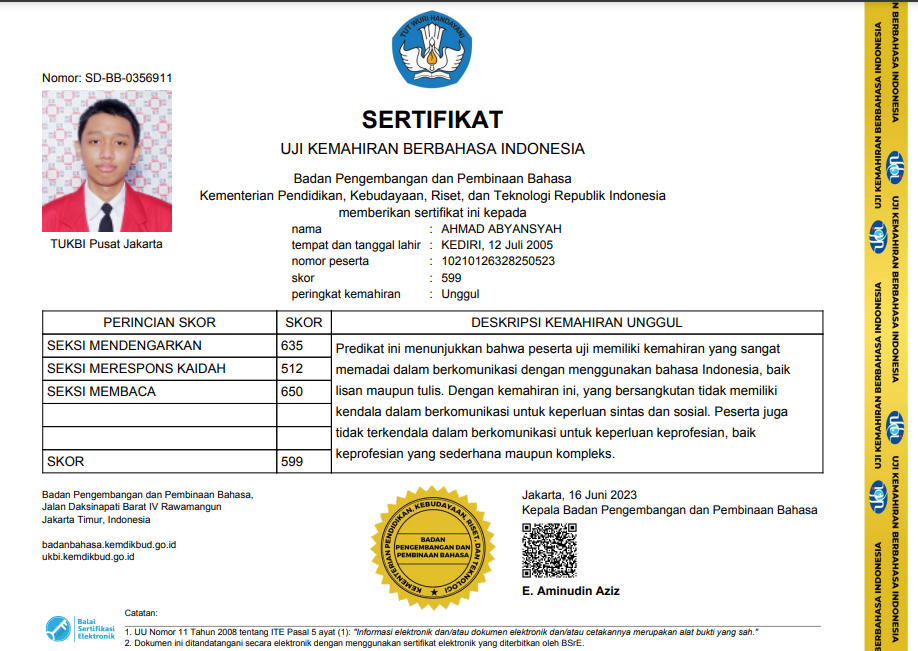 TUT WURI HANDAYANI
Nomor: SD-BB-0356911
TUKBI Pusat Jakarta
SERTIFIKAT
UJI KEMAHIRAN BERBAHASA INDONESIA
Badan Pengembangan dan Pembinaan Bahasa
Kementerian Pendidikan, Kebudayaan, Riset, dan Teknologi Republik Indonesia
memberikan sertifikat ini kepada
nama : AHMAD ABYANSYAH
tempat dan tanggal lahir : KEDIRI, 12 Juli 2005
nomor peserta : 10210126328250523
skor : 599
peringkat kemahiran : Unggul
PERINCIAN SKOR SKOR DESKRIPSI KEMAHIRAN UNGGUL
SEKSI MENDENGARKAN 635
SEKSI MERESPONS KAIDAH 512
SEKSI MEMBACA 650
SKOR 599
Predikat ini menunjukkan bahwa peserta uji memiliki kemahiran yang sangat
memadai dalam berkomunikasi dengan menggunakan bahasa Indonesia, baik
lisan maupun tulis. Dengan kemahiran ini, yang bersangkutan tidak memiliki
kendala dalam berkomunikasi untuk keperluan sintas dan sosial. Peserta juga
tidak terkendala dalam berkomunikasi untuk keperluan keprofesian, baik
keprofesian yang sederhana maupun kompleks.
Badan Pengembangan dan Pembinaan Bahasa,
Jalan Daksinapati Barat IV Rawamangun
Jakarta Timur, Indonesia
badanbahasa.kemdikbud.go.id
ukbi.kemdikbud.go.id
KEMENTERIAN PENDIDIKAN, KEBUDAYAAN, RISET, DAN TEKNOLOGI
BADAN
PENGEMBANGAN DAN
PEMBINAAN BAHASA
Jakarta, 16 Juni 2023
Kepala Badan Pengembangan dan Pembinaan Bahasa
E. Aminudin Aziz
Balai
Sertifikasi
Elektronik
Catatan:
1. UU Nomor 11 Tahun 2008 tentang ITE Pasal 5 ayat (1): "Informasi elektronik dan/atau dokumen elektronik dan/atau cetakannya merupakan alat bukti yang sah."
2. Dokumen ini ditandatangani secara elektronik dengan menggunakan sertifikat elektronik yang diterbitkan oleh BSrE.
UJI KEMAHIRAN BERBAHASA INDONESIA
ukbi
UJI KEMAHIRAN BERBAHASA INDONESIA
ukbi
BERBAHASA INDONESIA
N BERBAHASA INDONESIA
ukbi
UJI KEMAHIRAN BERBAHASA INDONESIA
ukbi
UJI KEMAHIRAN BERBAHASA INDONESIA